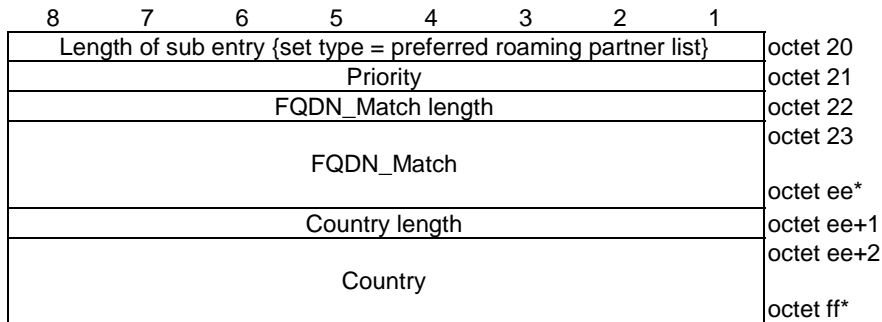 8 7 6 5 4 3 2 1
Length of sub entry {set type = preferred roaming partner list} octet 20
Priority octet 21
FQDN_Match length octet 22
octet 23
FQDN_Match
octet ee*
Country length octet ee+1
octet ee+2
Country
octet ff*